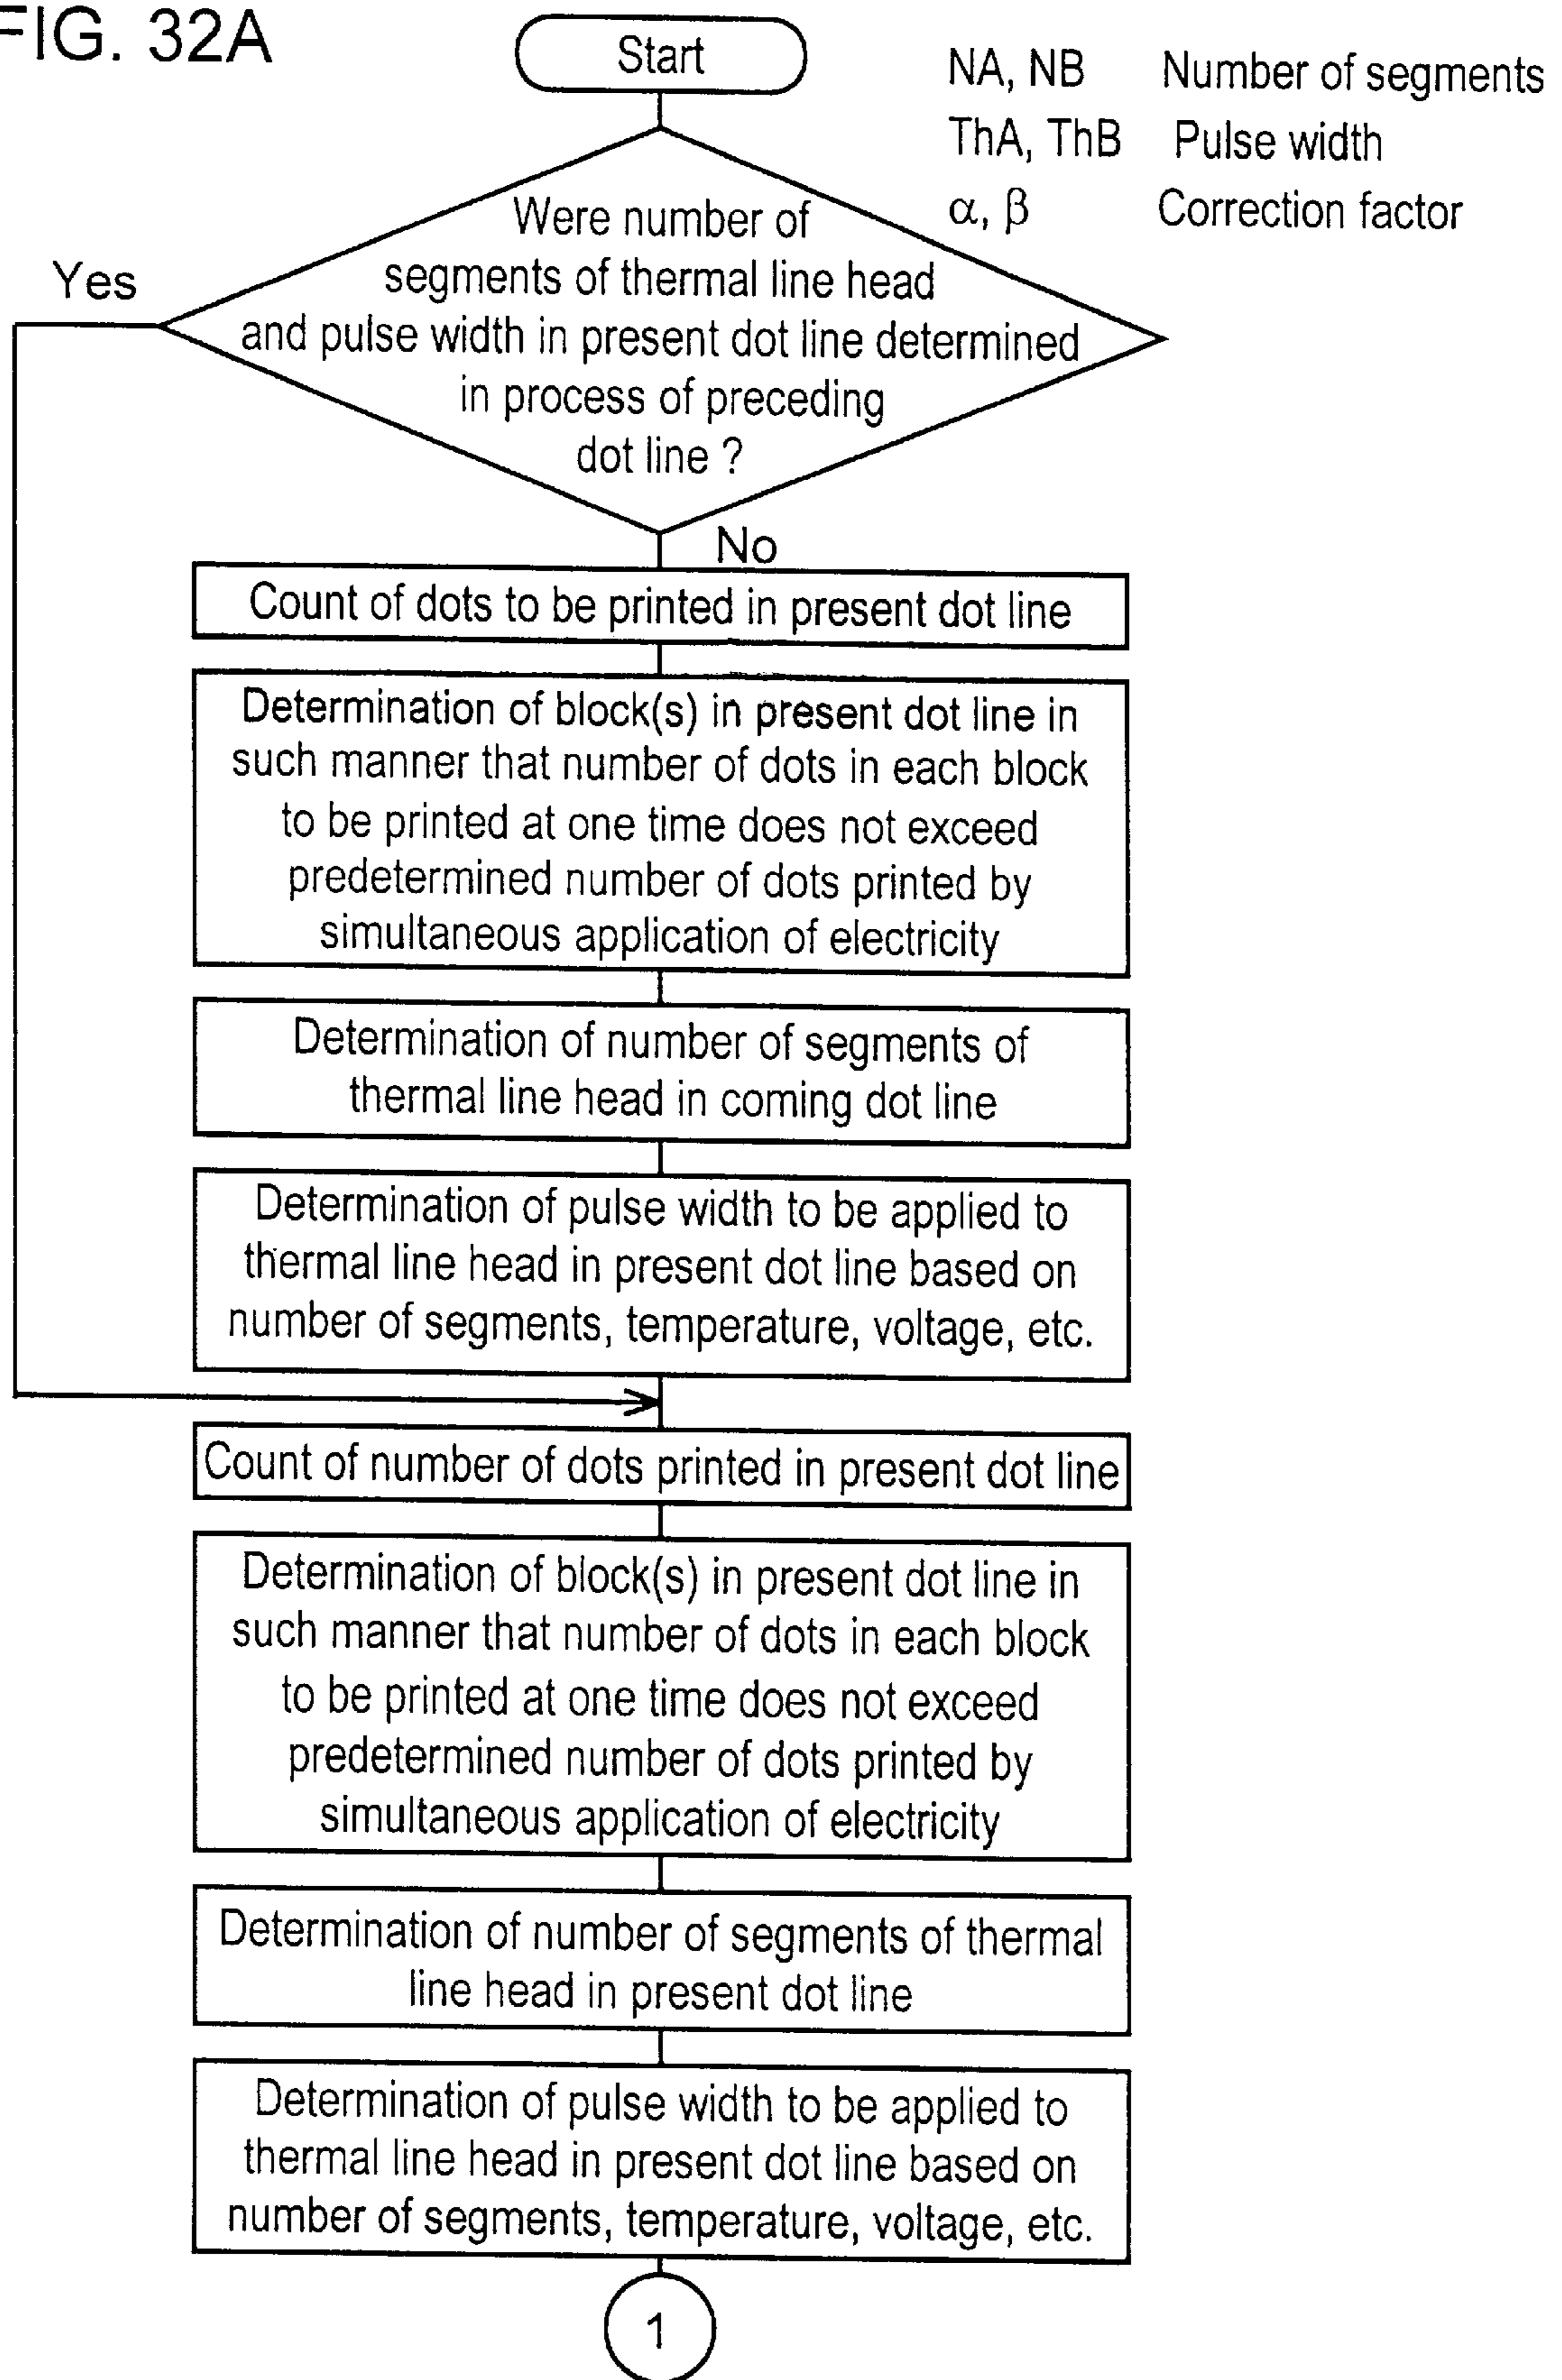 FIG. 32A
Start
NA, NB Number of segments
ThA, ThB Pulse width
α, β Correction factor
Were number of
segments of thermal line head
and pulse width in present dot line determined
in process of preceding
dot line ?
Yes
No
Count of dots to be printed in present dot line
Determination of block(s) in present dot line in
such manner that number of dots in each block
to be printed at one time does not exceed
predetermined number of dots printed by
simultaneous application of electricity
Determination of number of segments of
thermal line head in coming dot line
Determination of pulse width to be applied to
thermal line head in present dot line based on
number of segments, temperature, voltage, etc.
Count of number of dots printed in present dot line
Determination of block(s) in present dot line in
such manner that number of dots in each block
to be printed at one time does not exceed
predetermined number of dots printed by
simultaneous application of electricity
Determination of number of segments of thermal
line head in present dot line
Determination of pulse width to be applied to
thermal line head in present dot line based on
number of segments, temperature, voltage, etc.
1